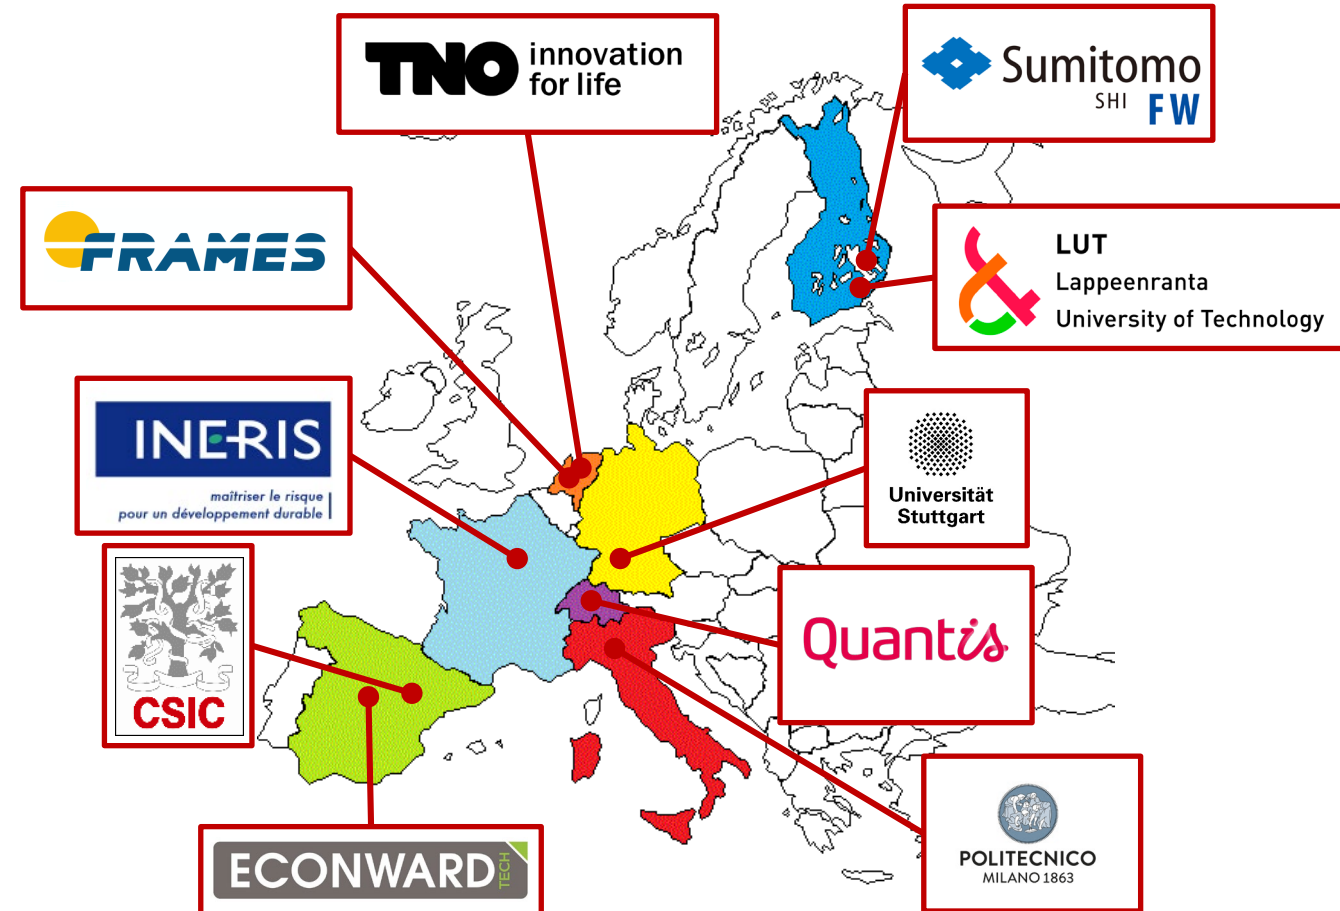 TNO innovation
for life
Sumitomo
SHI FW
FRAMES
LUT
Lappeenranta
University of Technology
INERIS
maîtriser le risque
pour un développement durable
Universität
Stuttgart
CSIC
Quantis
ECONWARD TECH
POLITECNICO
MILANO 1863